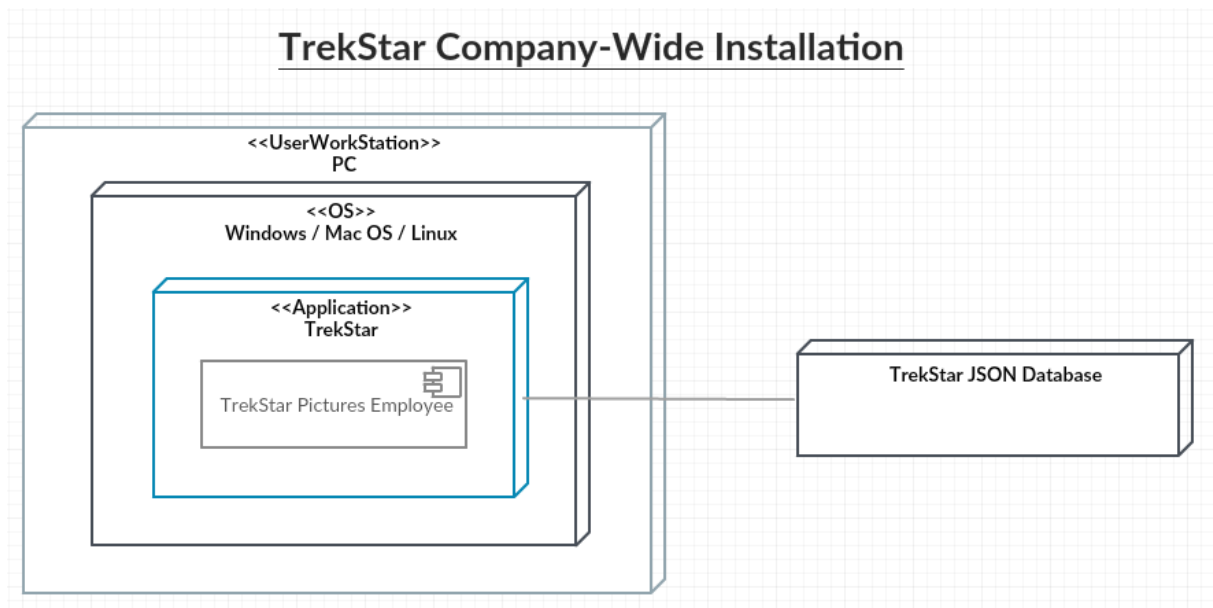 TrekStar Company-Wide Installation
<<UserWorkStation>>
PC
<<OS>>
Windows / Mac OS / Linux
<<Application>>
TrekStar
TrekStar Pictures Employee
TrekStar JSON Database